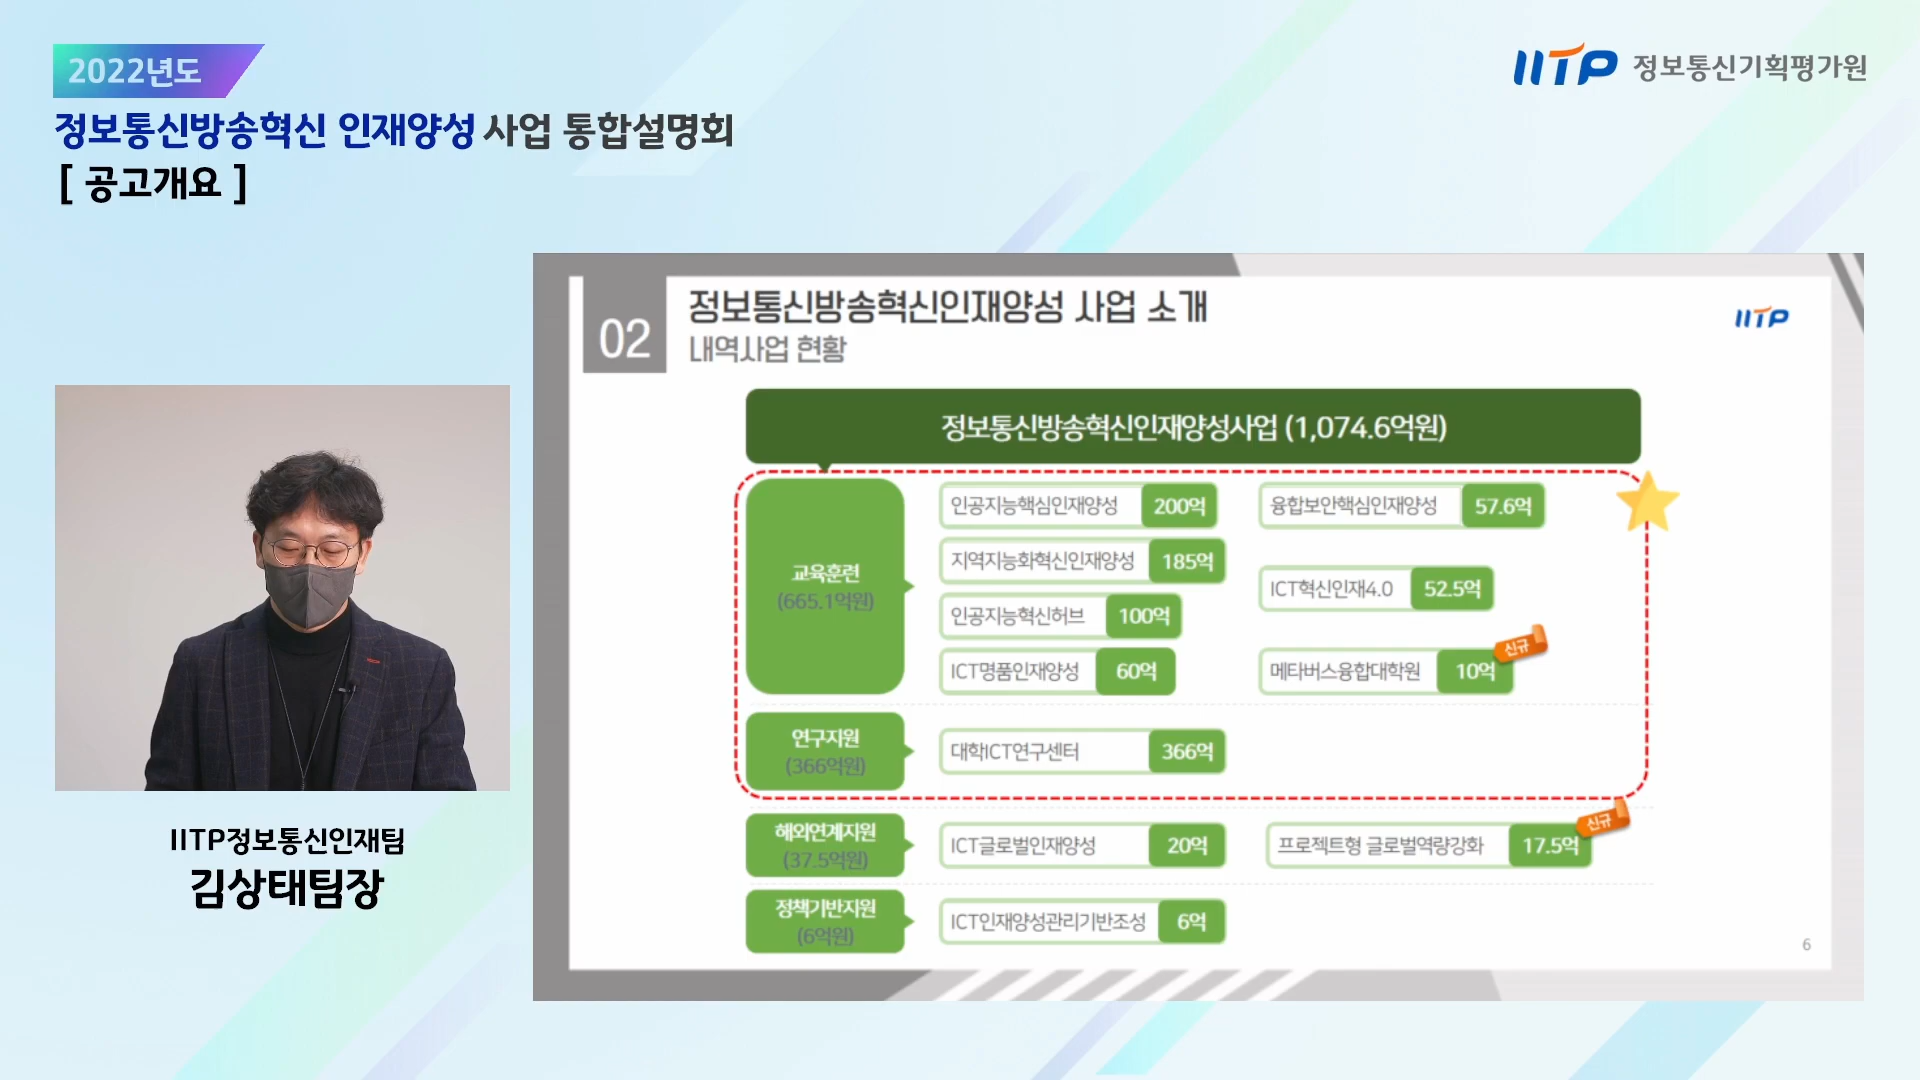 2022년도
정보통신방송혁신 인재양성 사업 통합설명회
[ 공고개요 ]
IITP 정보통신기획평가원
02
정보통신방송혁신인재양성 사업 소개
내역사업 현황
IITP
정보통신방송혁신인재양성사업 (1,074.6억원)
교육훈련
(665.1억원)
인공지능핵심인재양성 200억
융합보안핵심인재양성 57.6억
지역지능화혁신인재양성 185억
ICT혁신인재4.0 52.5억
인공지능혁신허브 100억
ICT명품인재양성 60억
메타버스융합대학원 10억 신규
연구지원
(366억원)
대학ICT연구센터 366억
해외연계지원
(37.5억원)
ICT글로벌인재양성 20억
프로젝트형 글로벌역량강화 17.5억 신규
정책기반지원
(6억원)
ICT인재양성관리기반조성 6억
6
IITP정보통신인재팀
김상태팀장